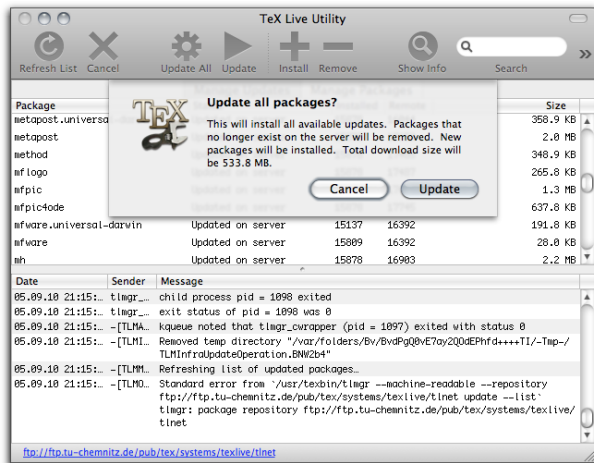 TeX Live Utility
Refresh List Cancel Update All Update Install Remove Show Info Search
Manage Updates Manage Packages
Update all packages?
This will install all available updates. Packages that
no longer exist on the server will be removed. New
packages will be installed. Total download size will
be 533.8 MB.
Cancel Update
Package Size
metapost.universal-darwin 358.9 KB
metapost 2.0 MB
method 348.9 KB
mflogo 265.8 KB
mfpic 1.3 MB
mfpic4ode 637.8 KB
mfware.universal-darwin Updated on server 15137 16392 191.8 KB
mfware Updated on server 15809 16392 28.0 KB
mh Updated on server 15878 16903 2.2 MB
Date Sender Message
05.09.10 21:15:… tlmgr_… child process pid = 1098 exited
05.09.10 21:15:… tlmgr_… exit status of pid = 1098 was 0
05.09.10 21:15:… -[TLMA… kqueue noted that tlmgr_cwrapper (pid = 1097) exited with status 0
05.09.10 21:15:… -[TLMI… Removed temp directory "/var/folders/Bv/BvdPgQ0vE7ay2QOdEPhfd++++TI/-Tmp-/
TLMInfraUpdateOperation.BNW2b4"
05.09.10 21:15:… -[TLMM… Refreshing list of updated packages…
05.09.10 21:15:… -[TLMO… Standard error from `/usr/texbin/tlmgr --machine-readable --repository
ftp://ftp.tu-chemnitz.de/pub/tex/systems/texlive/tlnet update --list`
tlmgr: package repository ftp://ftp.tu-chemnitz.de/pub/tex/systems/texlive/
tlnet
ftp://ftp.tu-chemnitz.de/pub/tex/systems/texlive/tlnet